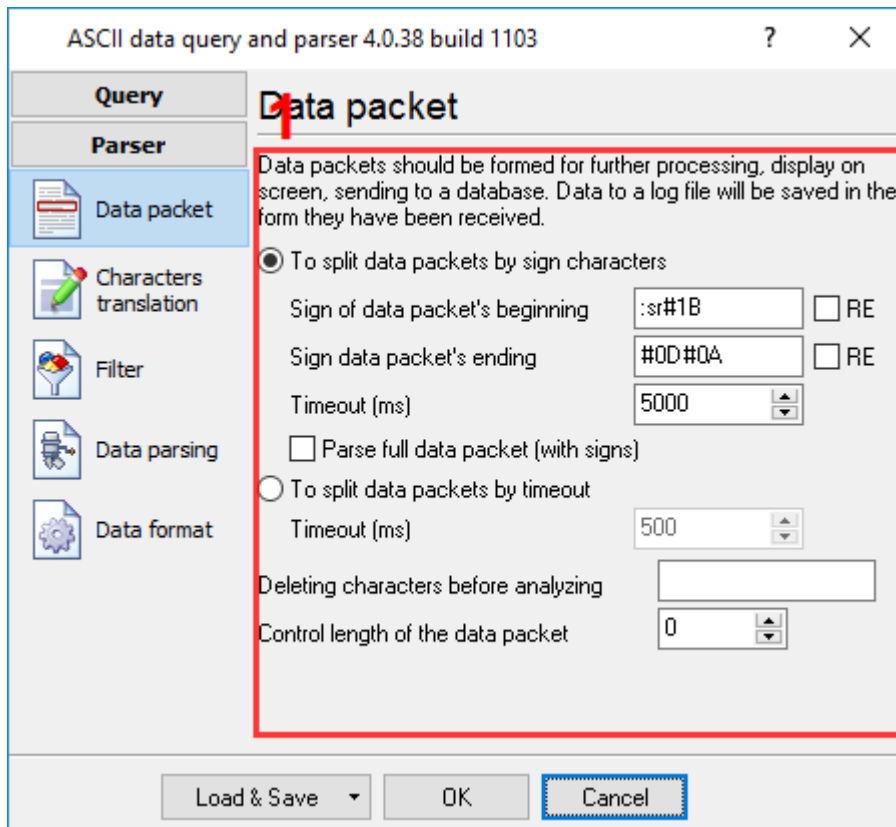 ASCII data query and parser 4.0.38 build 1103
?
Query
Parser
Data packet
Characters
translation
Filter
Data parsing
Data format
Data packet
1
Data packets should be formed for further processing, display on
screen, sending to a database. Data to a log file will be saved in the
form they have been received.
To split data packets by sign characters
Sign of data packet's beginning :sr#1B RE
Sign data packet's ending #0D#0A RE
Timeout (ms) 5000
Parse full data packet (with signs)
To split data packets by timeout
Timeout (ms) 500
Deleting characters before analyzing
Control length of the data packet 0
Load & Save OK Cancel